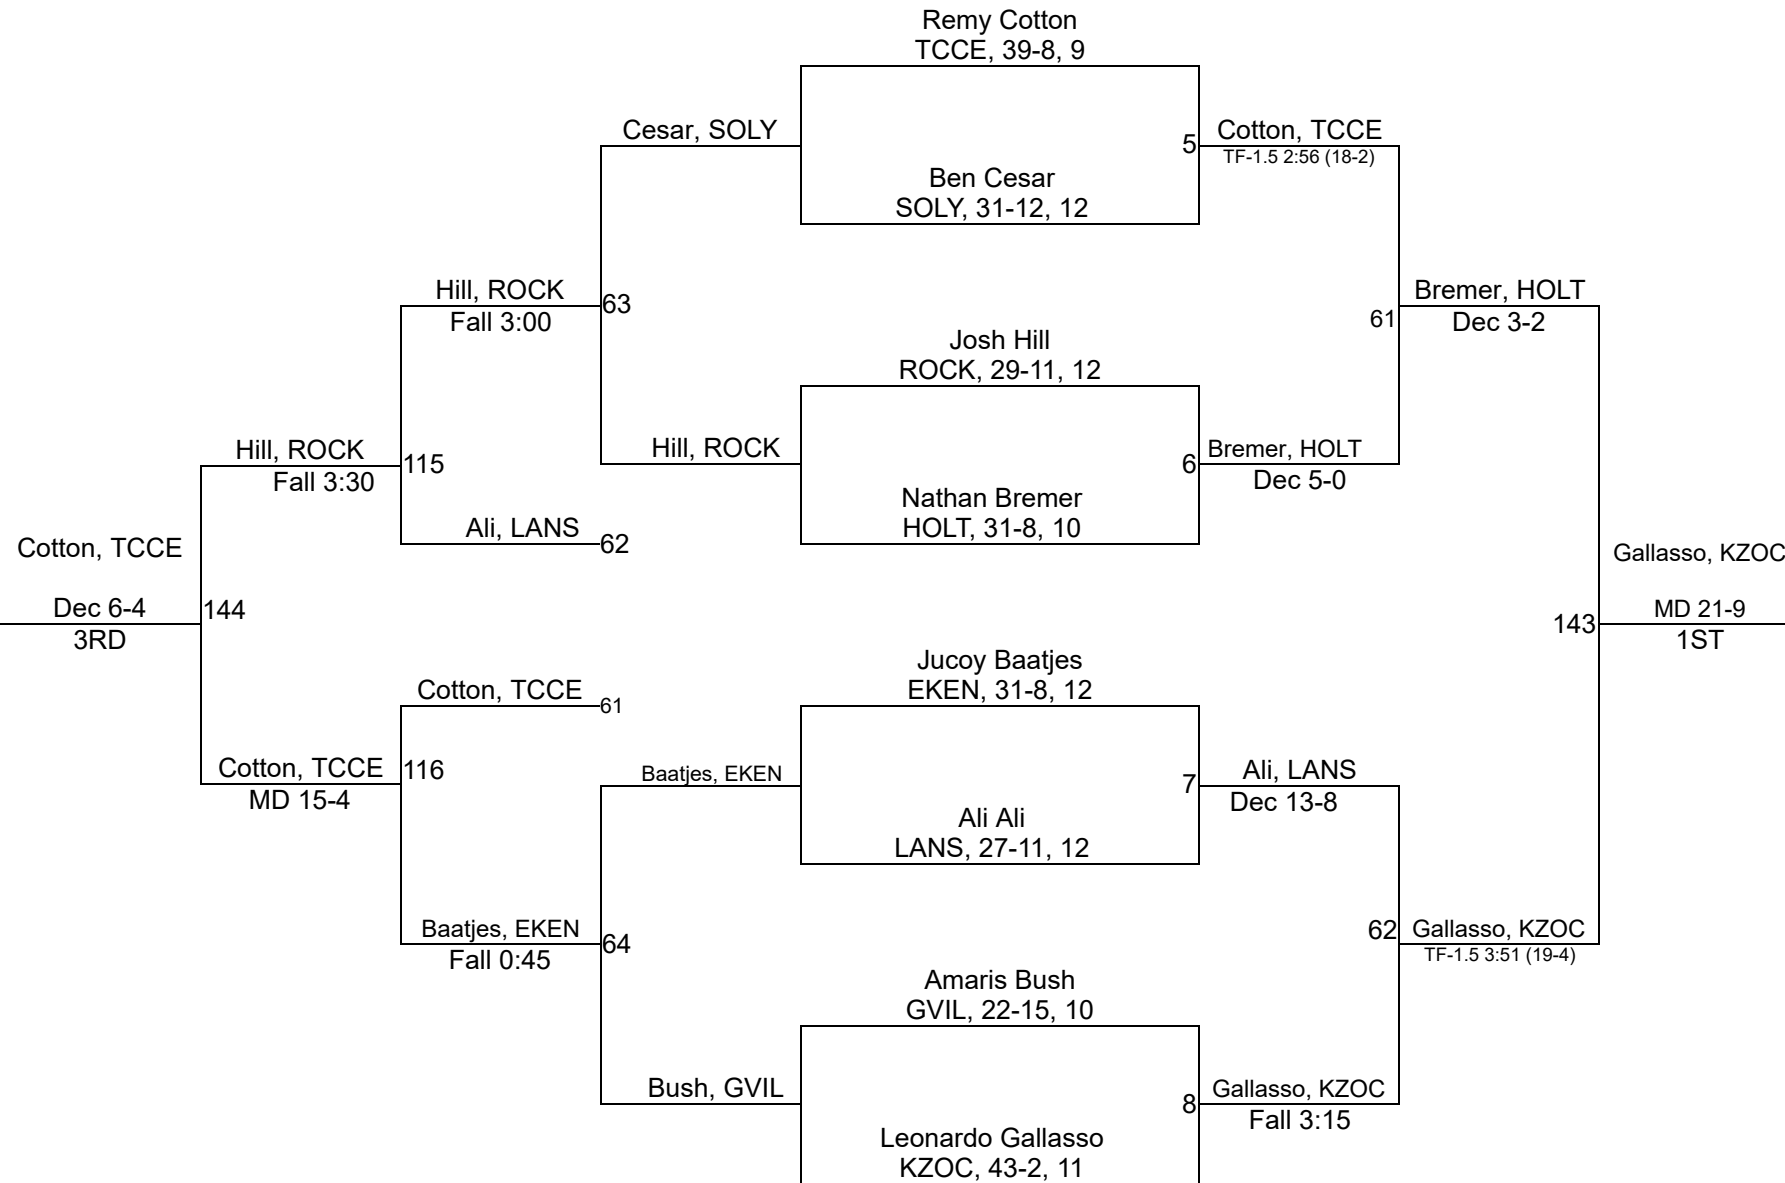 Remy Cotton
TCCE, 39-8, 9
Cesar, SOLY
5
Cotton, TCCE
TF-1.5 2:56 (18-2)
Ben Cesar
SOLY, 31-12, 12
Hill, ROCK
Fall 3:00
63
Bremer, HOLT
Dec 3-2
61
Josh Hill
ROCK, 29-11, 12
Hill, ROCK
Fall 3:30
115
Hill, ROCK
6
Bremer, HOLT
Dec 5-0
Nathan Bremer
HOLT, 31-8, 10
Ali, LANS
62
Cotton, TCCE
Dec 6-4
3RD
144
Gallasso, KZOC
MD 21-9
1ST
143
Jucoy Baatjes
EKEN, 31-8, 12
Cotton, TCCE
61
Cotton, TCCE
MD 15-4
116
Baatjes, EKEN
7
Ali, LANS
Dec 13-8
Ali Ali
LANS, 27-11, 12
Baatjes, EKEN
Fall 0:45
64
62
Gallasso, KZOC
TF-1.5 3:51 (19-4)
Amaris Bush
GVIL, 22-15, 10
Bush, GVIL
8
Gallasso, KZOC
Fall 3:15
Leonardo Gallasso
KZOC, 43-2, 11